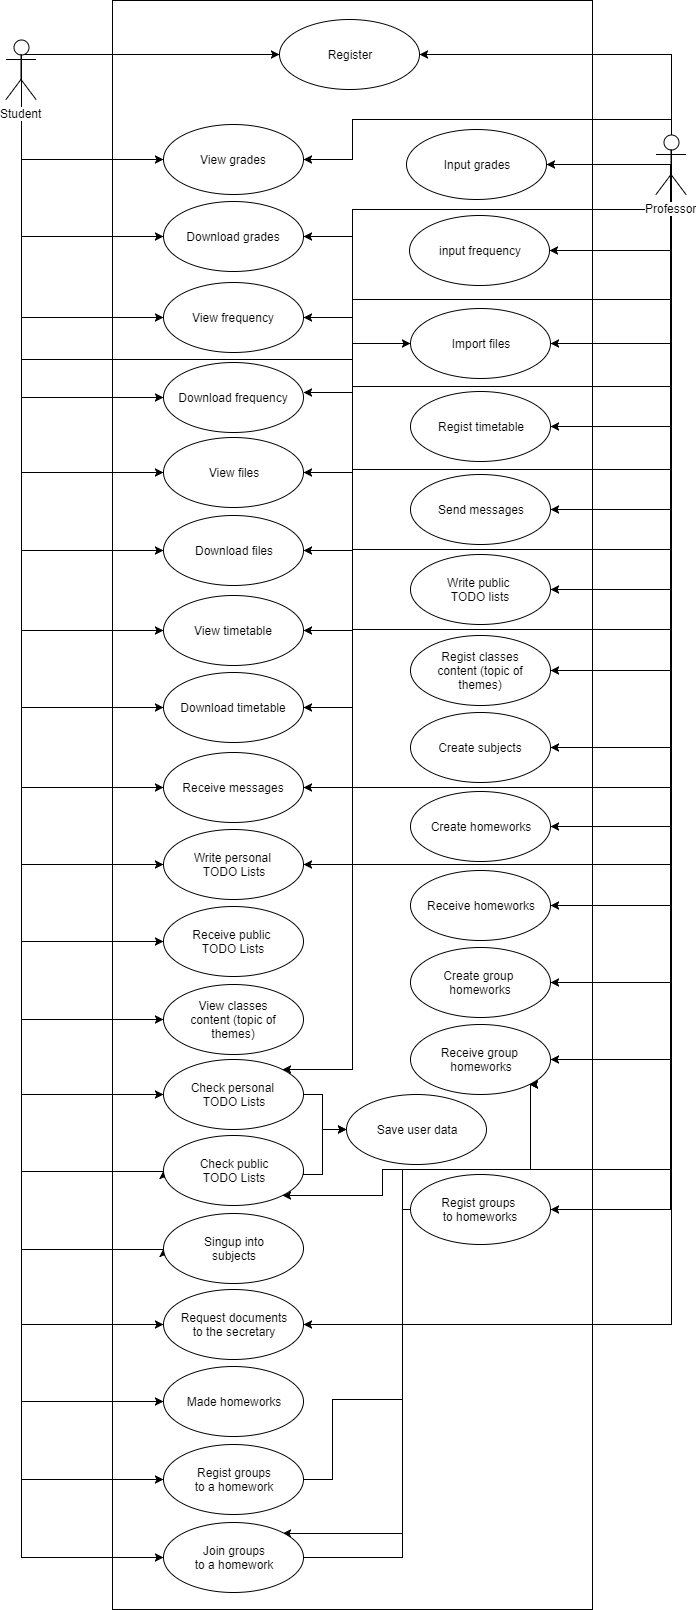 Register
Student
View grades
Input grades
Professor
Download grades
input frequency
View frequency
Import files
Download frequency
Regist timetable
View files
Send messages
Download files
Write public
TODO lists
View timetable
Regist classes
content (topic of
themes)
Download timetable
Create subjects
Receive messages
Create homeworks
Write personal
TODO Lists
Receive homeworks
Receive public
TODO Lists
Create group
homeworks
View classes
content (topic of
themes)
Receive group
homeworks
Check personal
TODO Lists
Save user data
Check public
TODO Lists
Regist groups
to homeworks
Singup into
subjects
Request documents
to the secretary
Made homeworks
Regist groups
to a homework
Join groups
to a homework